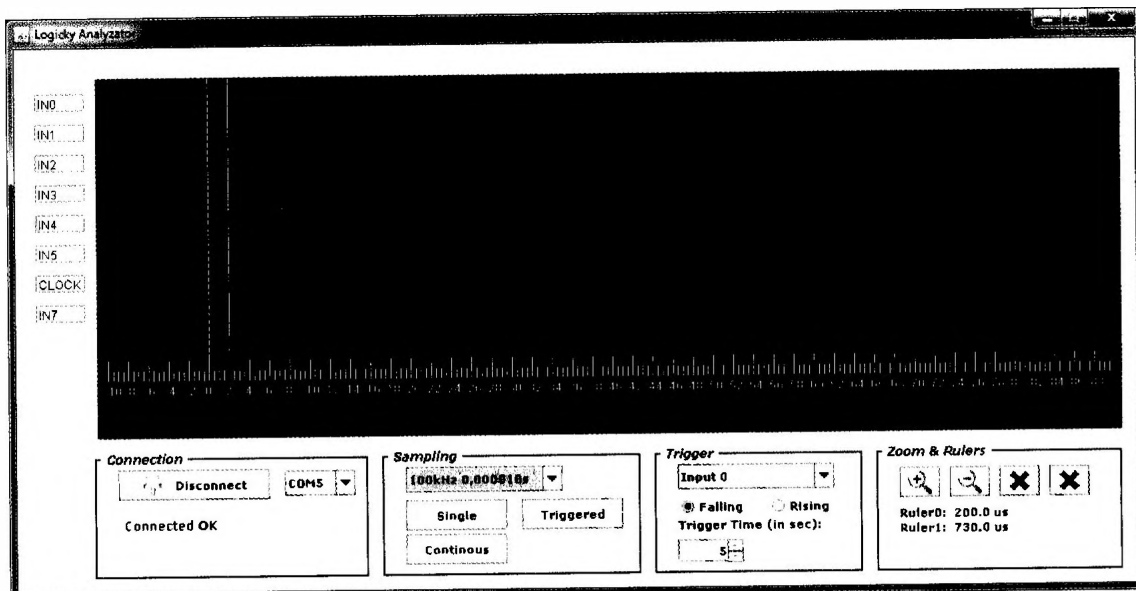 Logicky Analyzator
IN0
IN1
IN2
IN3
IN4
IN5
CLOCK
IN7
Connection
Disconnect
COM5
Connected OK
Sampling
100kHz 0,000010s
Single
Triggered
Continous
Trigger
Input 0
Falling
Rising
Trigger Time (in sec):
5
Zoom & Rulers
Ruler0: 200.0 us
Ruler1: 730.0 us